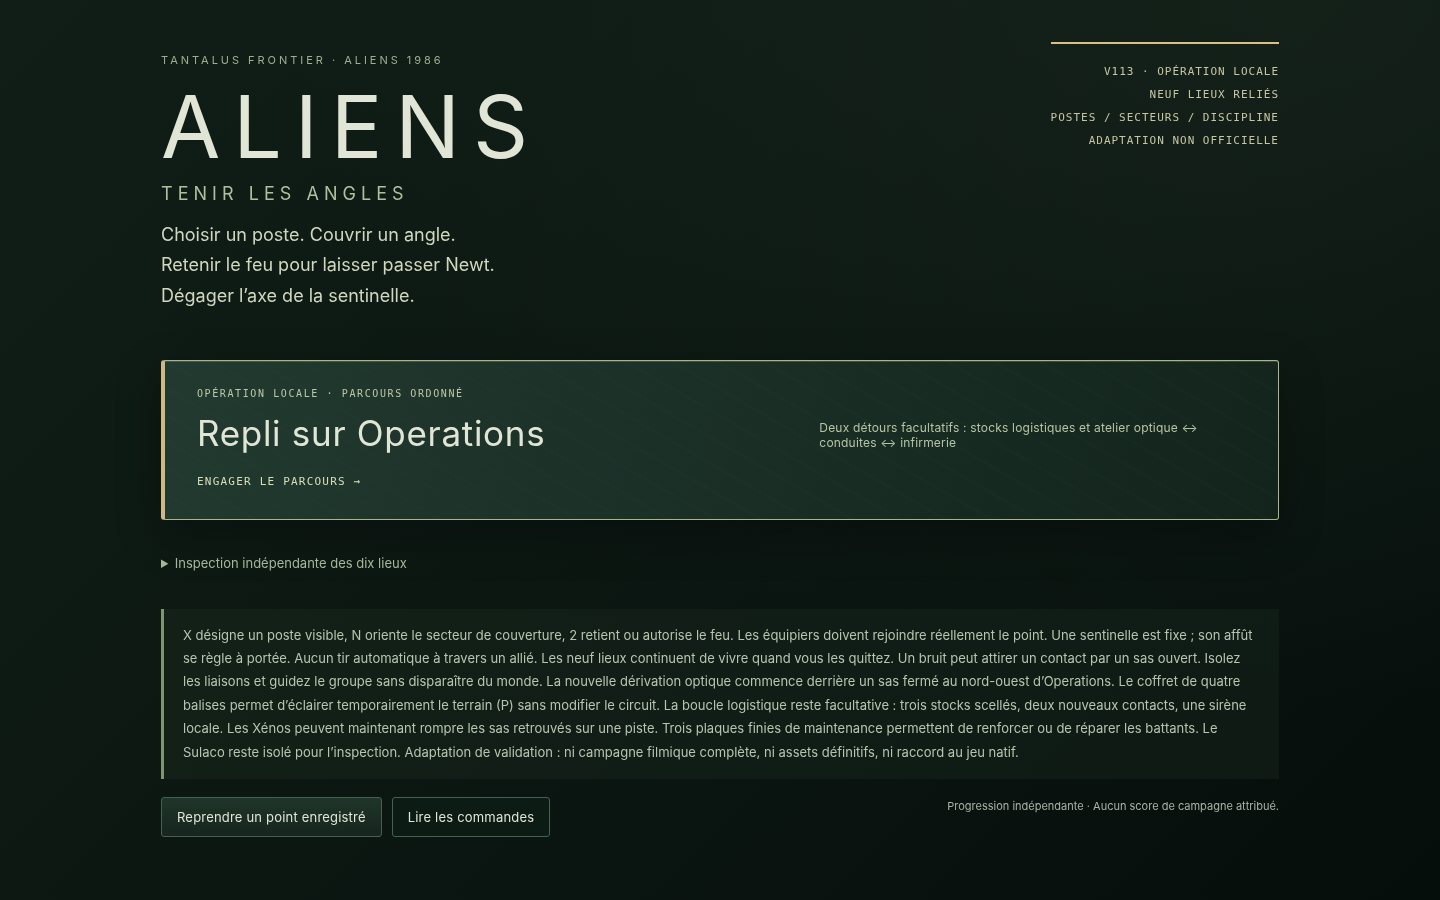 TANTALUS FRONTIER · ALIENS 1986
ALIENS
TENIR LES ANGLES
Choisir un poste. Couvrir un angle.
Retenir le feu pour laisser passer Newt.
Dégager l’axe de la sentinelle.
V113 · OPÉRATION LOCALE
NEUF LIEUX RELIÉS
POSTES / SECTEURS / DISCIPLINE
ADAPTATION NON OFFICIELLE
OPÉRATION LOCALE · PARCOURS ORDONNÉ
Repli sur Operations
ENGAGER LE PARCOURS →
Deux détours facultatifs : stocks logistiques et atelier optique ↔
conduites ↔ infirmerie
▶ Inspection indépendante des dix lieux
X désigne un poste visible, N oriente le secteur de couverture, 2 retient ou autorise le feu. Les équipiers doivent rejoindre réellement le point. Une sentinelle est fixe ; son affût
se règle à portée. Aucun tir automatique à travers un allié. Les neuf lieux continuent de vivre quand vous les quittez. Un bruit peut attirer un contact par un sas ouvert. Isolez
les liaisons et guidez le groupe sans disparaître du monde. La nouvelle dérivation optique commence derrière un sas fermé au nord-ouest d’Operations. Le coffret de quatre
balises permet d’éclairer temporairement le terrain (P) sans modifier le circuit. La boucle logistique reste facultative : trois stocks scellés, deux nouveaux contacts, une sirène
locale. Les Xénos peuvent maintenant rompre les sas retrouvés sur une piste. Trois plaques finies de maintenance permettent de renforcer ou de réparer les battants. Le
Sulaco reste isolé pour l’inspection. Adaptation de validation : ni campagne filmique complète, ni assets définitifs, ni raccord au jeu natif.
Reprendre un point enregistré
Lire les commandes
Progression indépendante · Aucun score de campagne attribué.